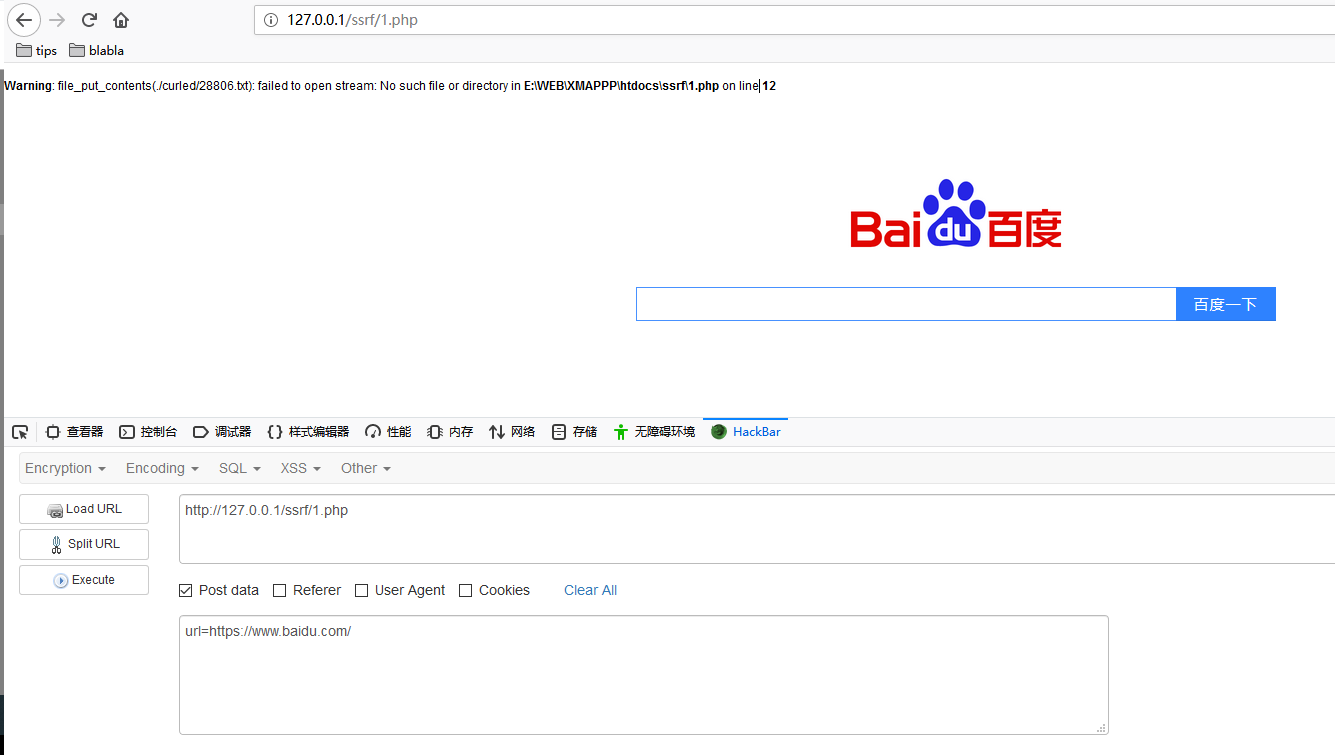 127.0.0.1/ssrf/1.php
tips blabla
Warning: file_put_contents(./curled/28806.txt): failed to open stream: No such file or directory in E:\WEB\XMAPPP\htdocs\ssrf\1.php on line 12
Bai du 百度
百度一下
查看器 控制台 调试器 样式编辑器 性能 内存 网络 存储 无障碍环境 HackBar
Encryption Encoding SQL XSS Other
Load URL
http://127.0.0.1/ssrf/1.php
Split URL
Execute
Post data Referer User Agent Cookies Clear All
url=https://www.baidu.com/